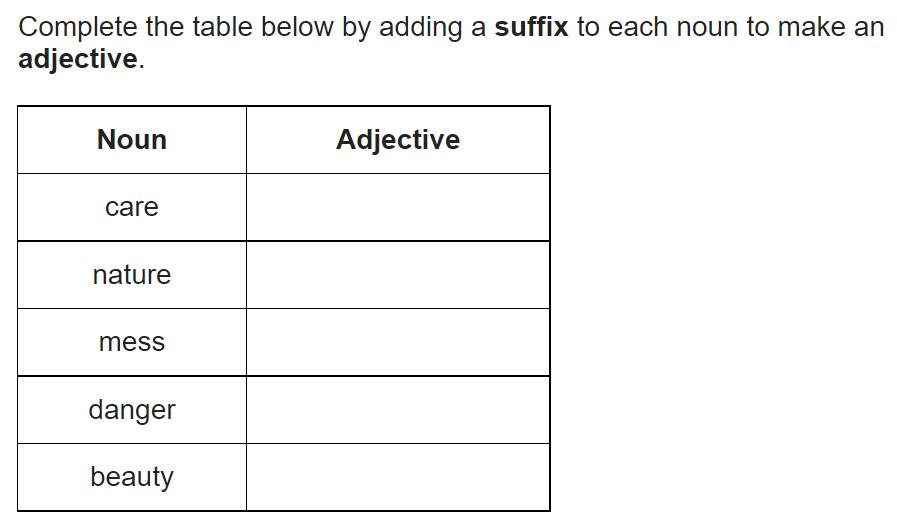 Complete the table below by adding a suffix to each noun to make an
adjective.
Noun Adjective
care
nature
mess
danger
beauty